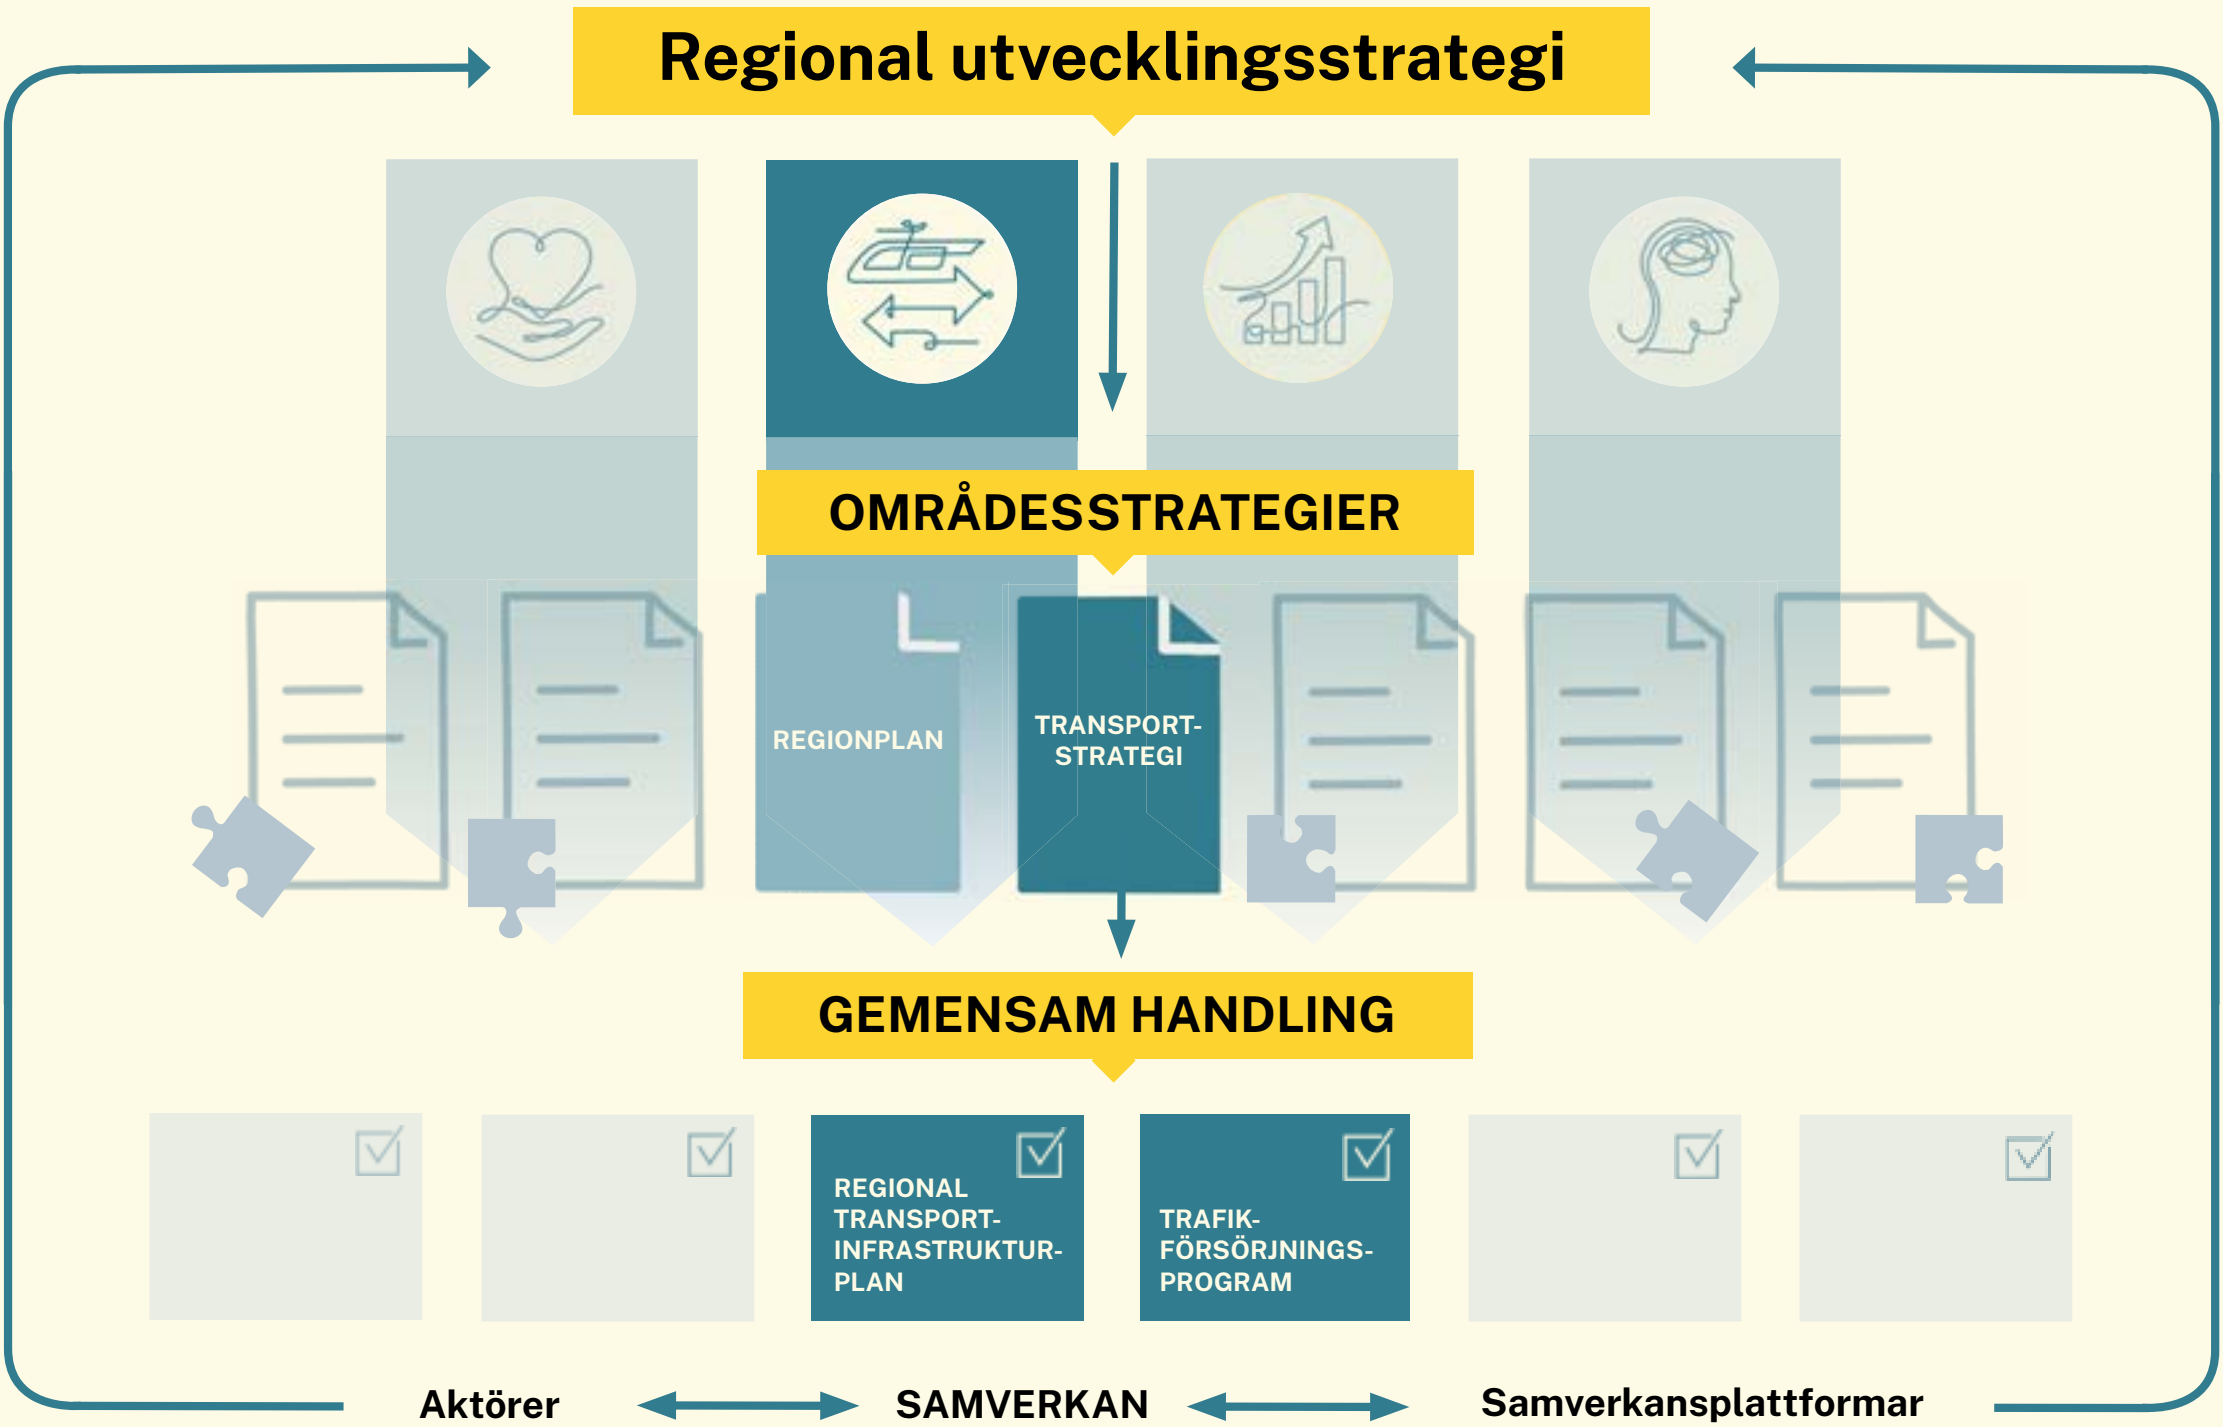 Regional utvecklingsstrategi
OMRÅDESSTRATEGIER
REGIONPLAN
TRANSPORT-
STRATEGI
GEMENSAM HANDLING
REGIONAL
TRANSPORT-
INFRASTRUKTUR-
PLAN
TRAFIK-
FÖRSÖRJNINGS-
PROGRAM
Aktörer
SAMVERKAN
Samverkansplattformar